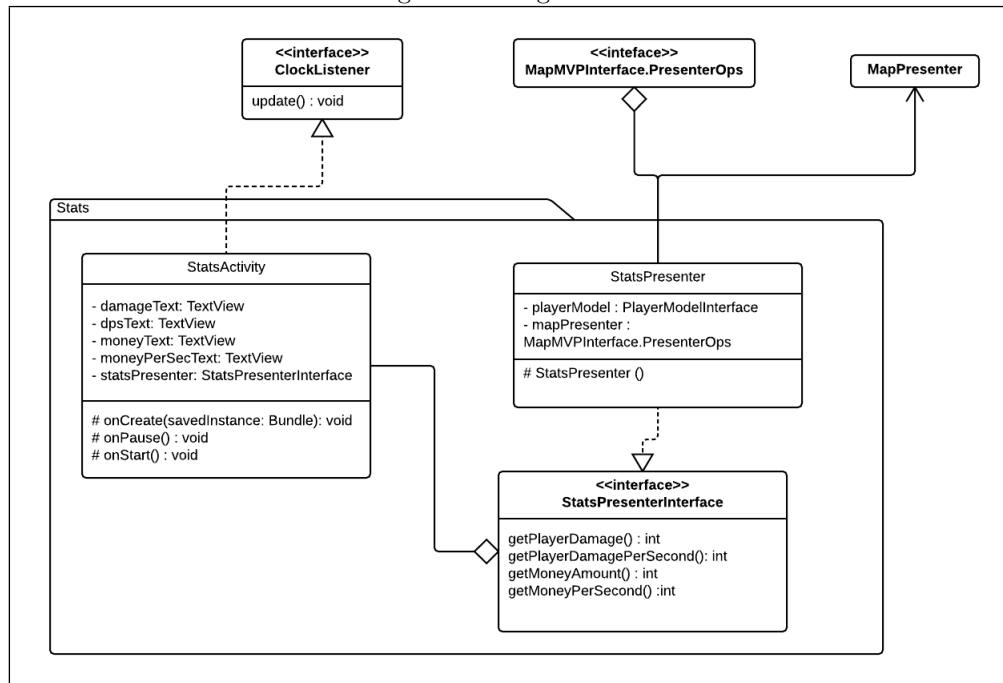 <<interface>>
ClockListener
update() : void
<<inteface>>
MapMVPInterface.PresenterOps
MapPresenter
Stats
StatsActivity
- damageText: TextView
- dpsText: TextView
- moneyText: TextView
- moneyPerSecText: TextView
- statsPresenter: StatsPresenterInterface
# onCreate(savedInstance: Bundle): void
# onPause() : void
# onStart() : void
StatsPresenter
- playerModel : PlayerModelInterface
- mapPresenter :
MapMVPInterface.PresenterOps
# StatsPresenter ()
<<interface>>
StatsPresenterInterface
getPlayerDamage() : int
getPlayerDamagePerSecond(): int
getMoneyAmount() : int
getMoneyPerSecond() :int